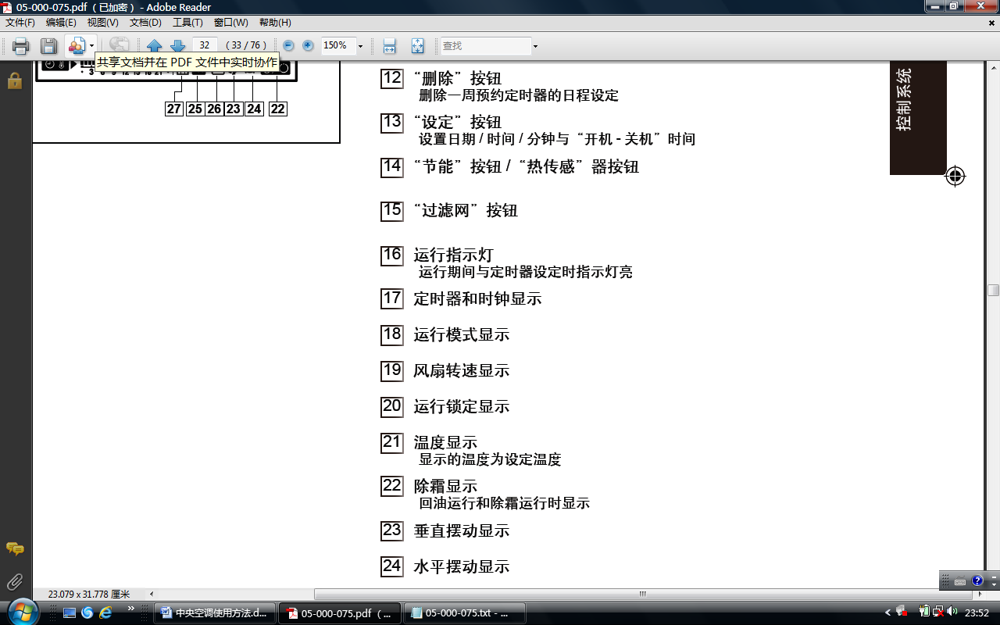 05-000-075.pdf（已加密） - Adobe Reader
文件(F) 编辑(E) 视图(V) 文档(D) 工具(T) 窗口(W) 帮助(H)
32 （33 / 76） 150% 查找
共享文档并在 PDF 文件中实时协作
27 25 26 23 24 22
控制系统
12 “删除”按钮
删除一周预约定时器的日程设定
13 “设定”按钮
设置日期 / 时间 / 分钟与“开机 - 关机”时间
14 “节能”按钮 /“热传感”器按钮
15 “过滤网”按钮
16 运行指示灯
运行期间与定时器设定时指示灯亮
17 定时器和时钟显示
18 运行模式显示
19 风扇转速显示
20 运行锁定显示
21 温度显示
显示的温度为设定温度
22 除霜显示
回油运行和除霜运行时显示
23 垂直摆动显示
24 水平摆动显示
23.079 x 31.778 厘米
中央空调使用方法.d... 05-000-075.pdf （... 05-000-075.txt - ... 23:52